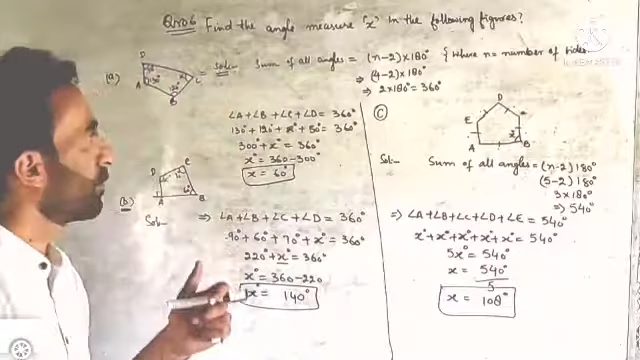 Qno6 Find the angle measure "x" in the following figures?
(a)
D
A
B
C
= Sol:- Sum of all angles = (n-2)×180° { where n = number of sides
⇒ (4-2)×180°
⇒ 2×180° = 360°
∠A+∠B+∠C+∠D = 360°
130°+120°+x°+50° = 360°
300°+x° = 360°
x° = 360-300°
x = 60°
(b)
D
C
A
B
60°
Sol:-
⇒ ∠A+∠B+∠C+∠D = 360°
90°+60°+70°+x° = 360°
220°+x° = 360°
x° = 360-220
x° = 140°
(C)
D
E
A
B
x°
Sol:-
Sum of all angles = (n-2)180°
(5-2)180°
3×180°
⇒ 540°
⇒ ∠A+∠B+∠C+∠D+∠E = 540°
x°+x°+x°+x°+x° = 540°
5x° = 540°
x = 540°
5
x = 108°